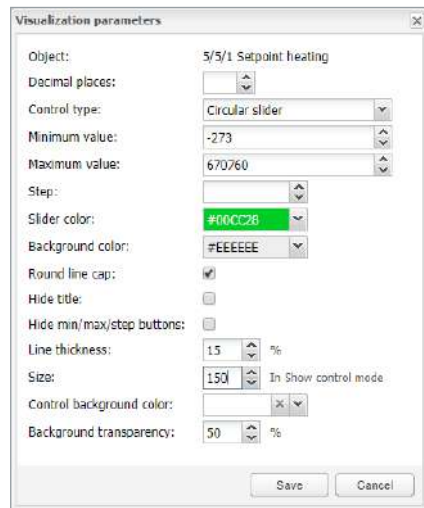 Visualization parameters
Object: 5/5/1 Setpoint heating
Decimal places:
Control type: Circular slider
Minimum value: -273
Maximum value: 670760
Step:
Slider color: #00CC28
Background color: #EEEEEE
Round line cap:
Hide title:
Hide min/max/step buttons:
Line thickness: 15 %
Size: 150 In Show control mode
Control background color:
Background transparency: 50 %
Save Cancel